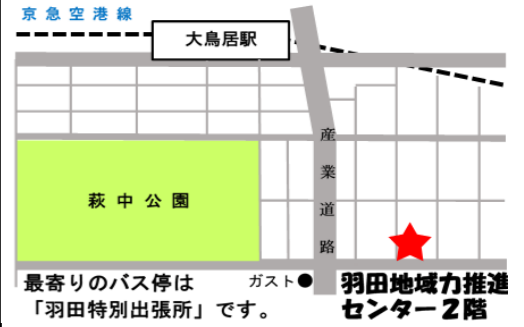 京急空港線
大鳥居駅
産業道路
萩中公園
最寄りのバス停は
「羽田特別出張所」です。
ガスト●
羽田地域力推進
センター２階